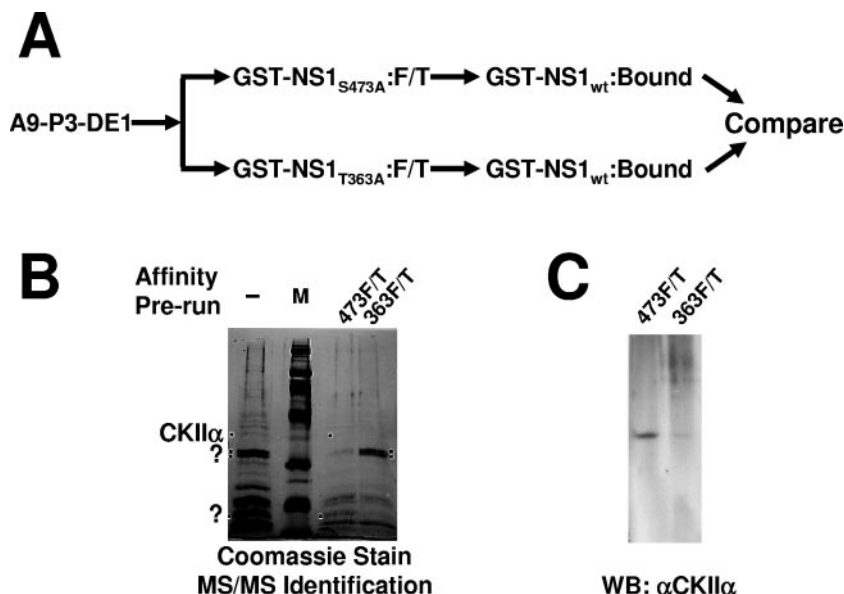 A
A9-P3-DE1
GST-NS1S473A:F/T
GST-NS1wt:Bound
GST-NS1T363A:F/T
GST-NS1wt:Bound
Compare
B
Affinity
Pre-run
–
M
473F/T
363F/T
CKIIα
?
?
Coomassie Stain
MS/MS Identification
C
473F/T
363F/T
WB: αCKIIα